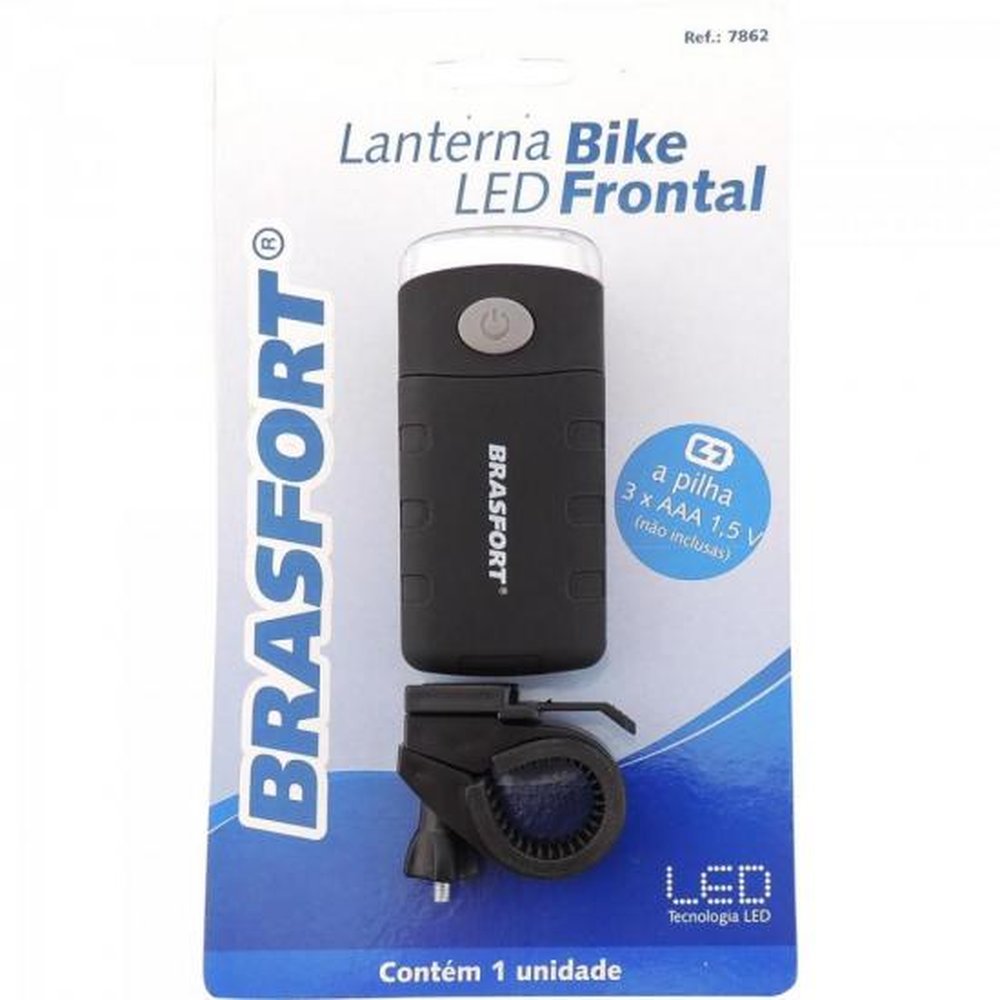 Ref.: 7862
Lanterna Bike
LED Frontal
BRASFORT®
BRASFORT®
a pilha
3 x AAA 1,5 V
(não inclusas)
LED
Tecnologia LED
Contém 1 unidade